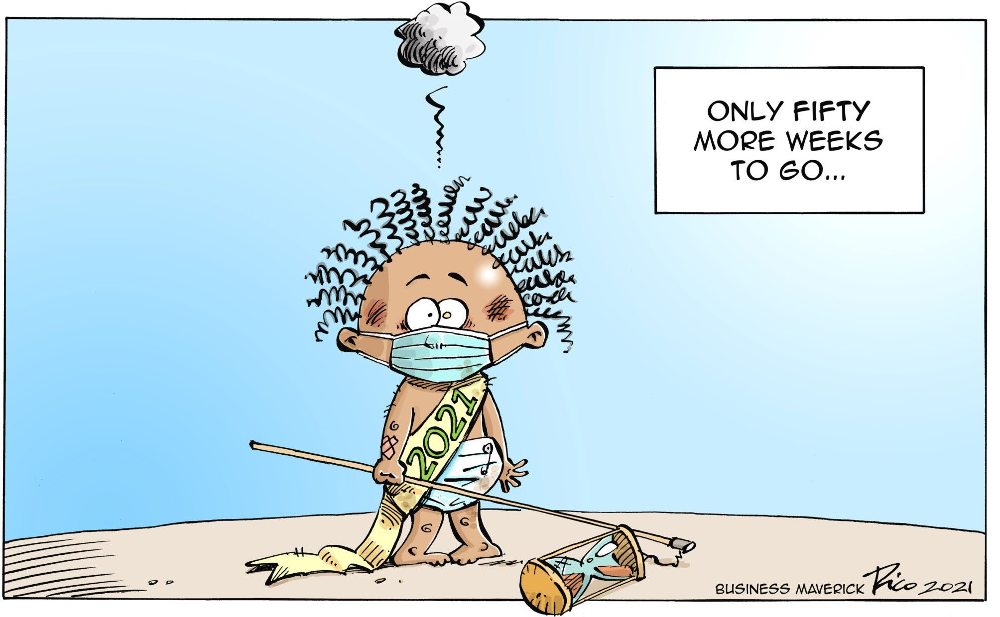 ONLY FIFTY
MORE WEEKS
TO GO...
2021
BUSINESS MAVERICK Rico 2021